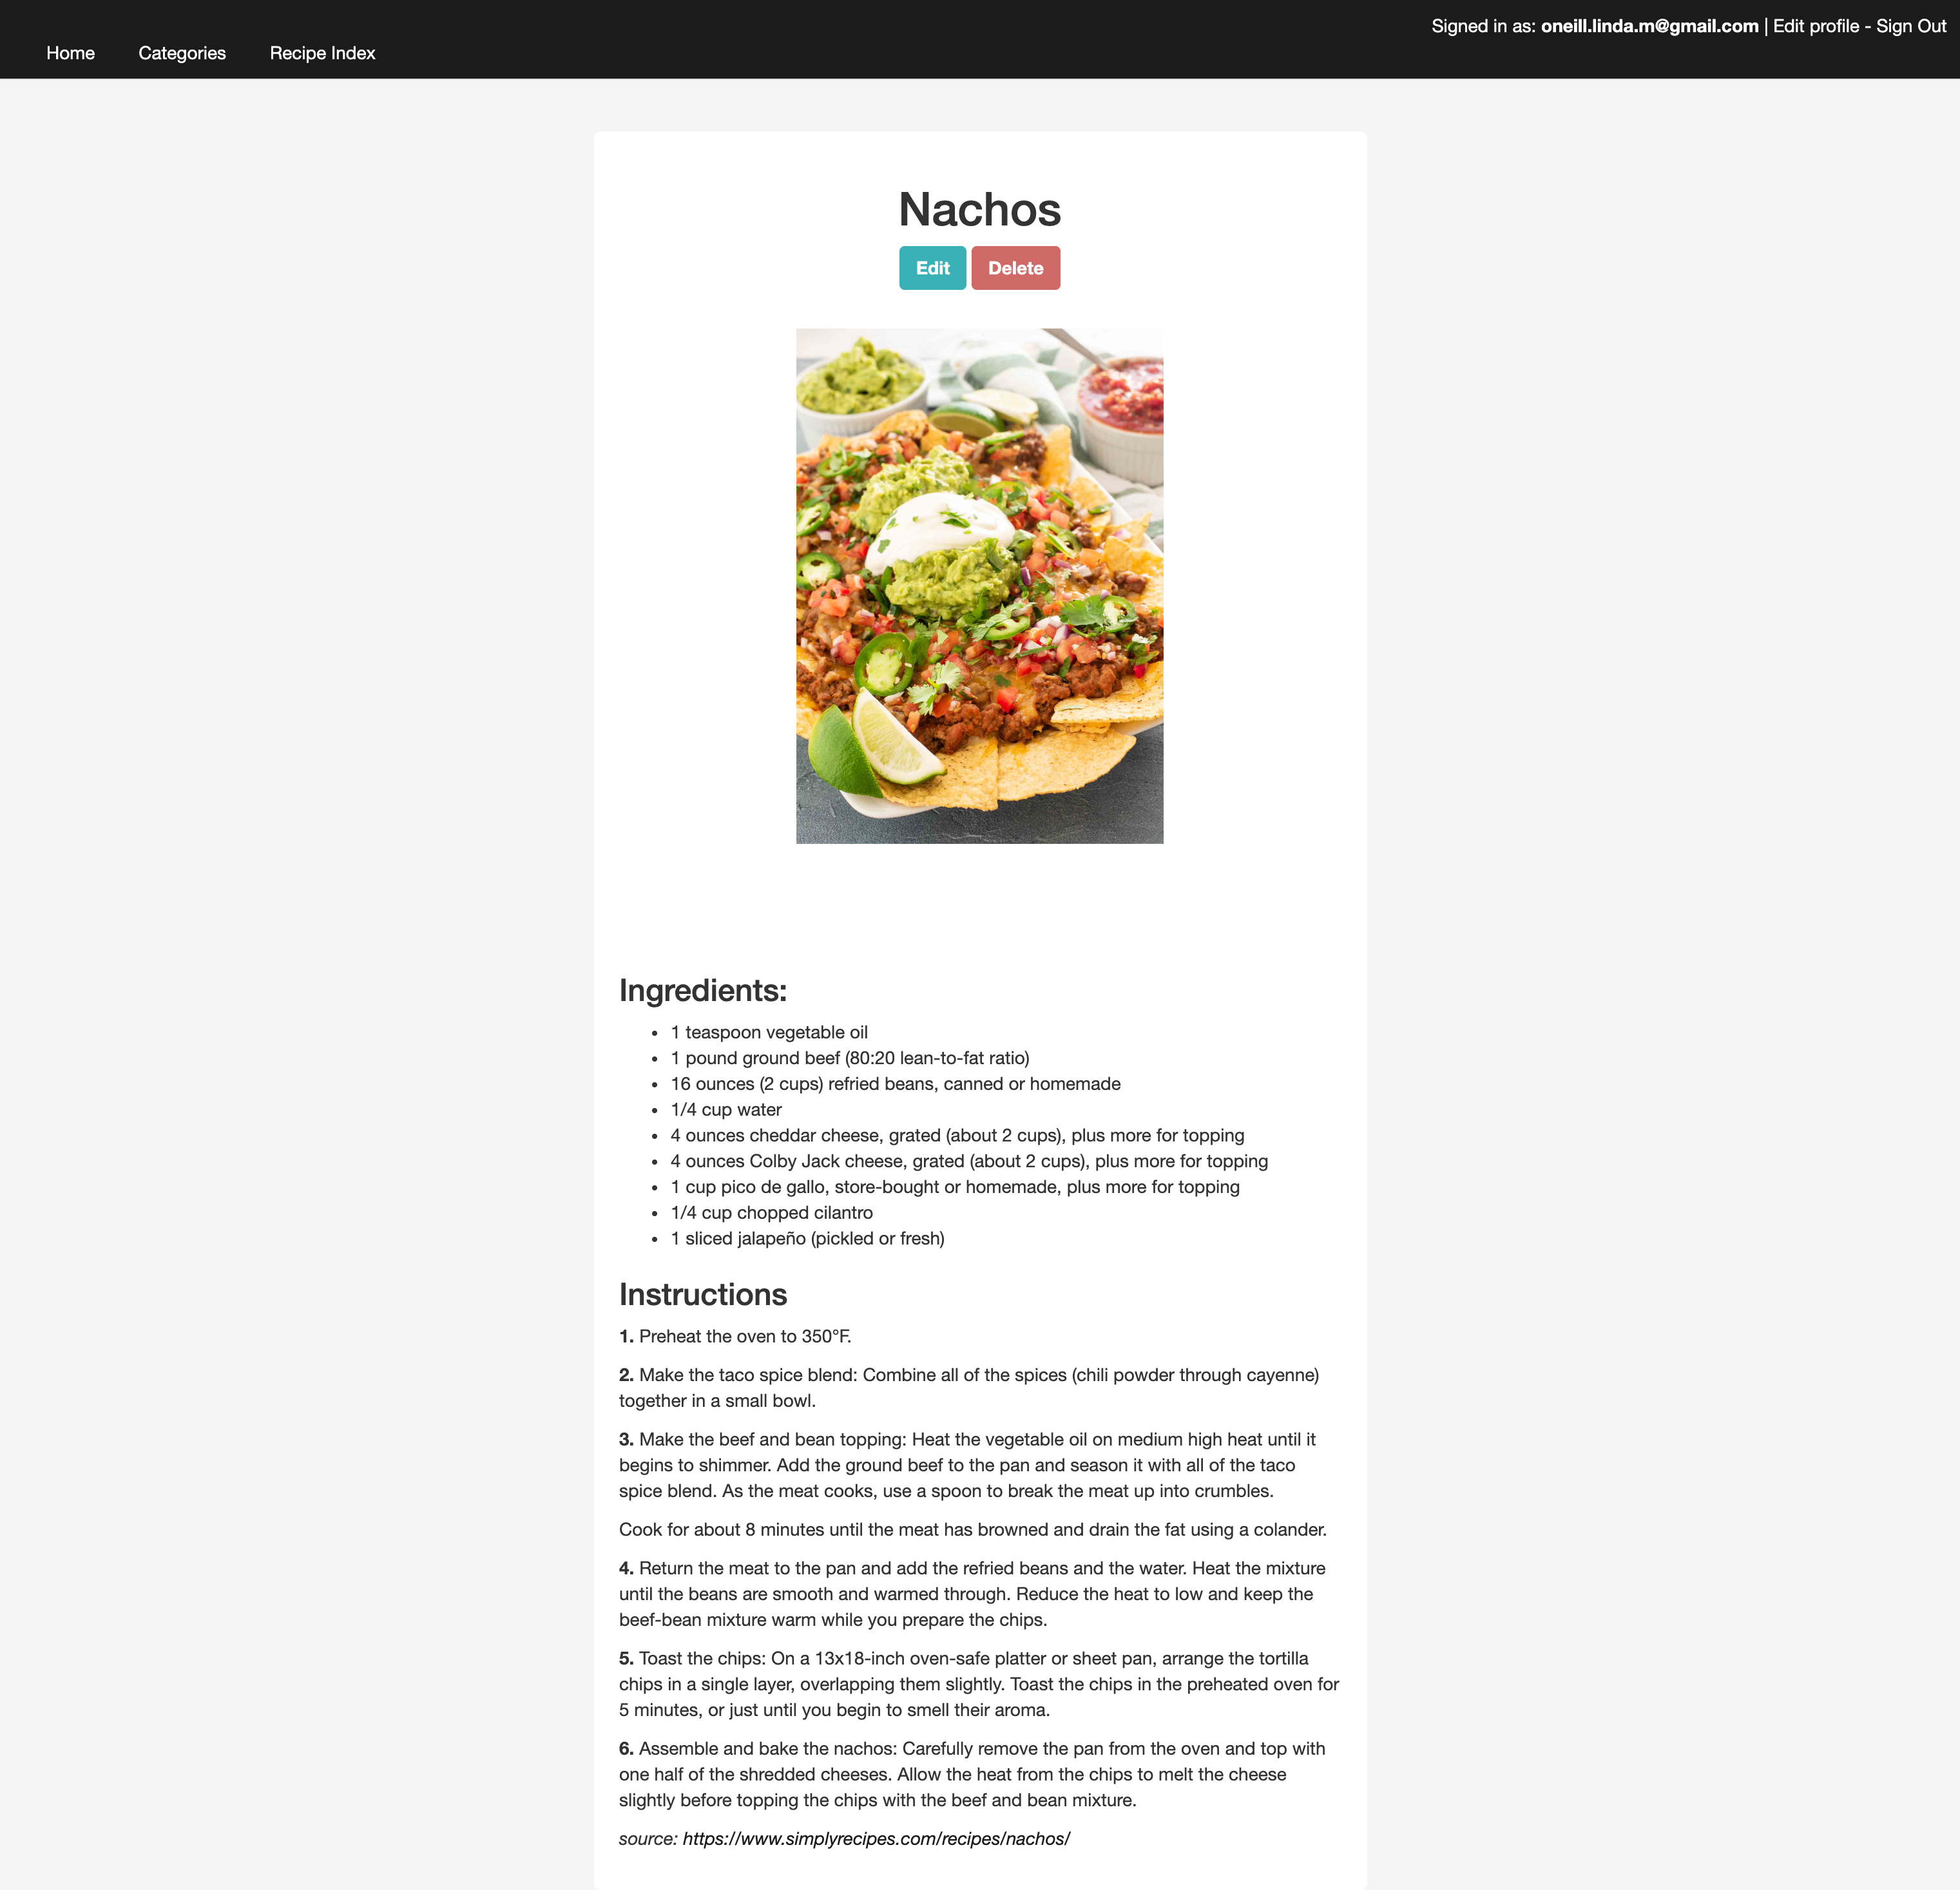 Signed in as: oneill.linda.m@gmail.com | Edit profile - Sign Out
Home Categories Recipe Index
Nachos
Edit Delete
Ingredients:
• 1 teaspoon vegetable oil
• 1 pound ground beef (80:20 lean-to-fat ratio)
• 16 ounces (2 cups) refried beans, canned or homemade
• 1/4 cup water
• 4 ounces cheddar cheese, grated (about 2 cups), plus more for topping
• 4 ounces Colby Jack cheese, grated (about 2 cups), plus more for topping
• 1 cup pico de gallo, store-bought or homemade, plus more for topping
• 1/4 cup chopped cilantro
• 1 sliced jalapeño (pickled or fresh)
Instructions
1. Preheat the oven to 350°F.
2. Make the taco spice blend: Combine all of the spices (chili powder through cayenne)
together in a small bowl.
3. Make the beef and bean topping: Heat the vegetable oil on medium high heat until it
begins to shimmer. Add the ground beef to the pan and season it with all of the taco
spice blend. As the meat cooks, use a spoon to break the meat up into crumbles.
Cook for about 8 minutes until the meat has browned and drain the fat using a colander.
4. Return the meat to the pan and add the refried beans and the water. Heat the mixture
until the beans are smooth and warmed through. Reduce the heat to low and keep the
beef-bean mixture warm while you prepare the chips.
5. Toast the chips: On a 13x18-inch oven-safe platter or sheet pan, arrange the tortilla
chips in a single layer, overlapping them slightly. Toast the chips in the preheated oven for
5 minutes, or just until you begin to smell their aroma.
6. Assemble and bake the nachos: Carefully remove the pan from the oven and top with
one half of the shredded cheeses. Allow the heat from the chips to melt the cheese
slightly before topping the chips with the beef and bean mixture.
source: https://www.simplyrecipes.com/recipes/nachos/